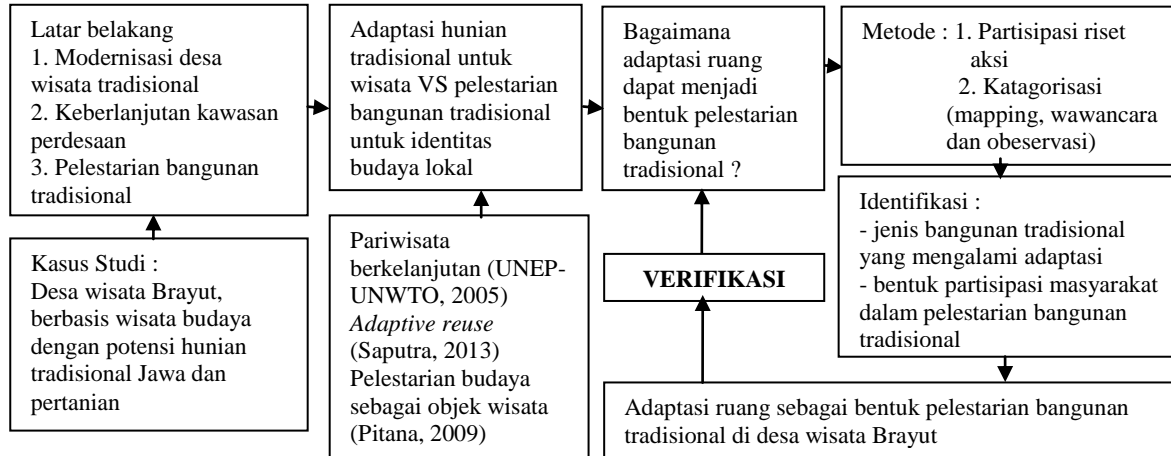 Latar belakang
1. Modernisasi desa
wisata tradisional
2. Keberlanjutan kawasan
perdesaan
3. Pelestarian bangunan
tradisional
Adaptasi hunian
tradisional untuk
wisata VS pelestarian
bangunan tradisional
untuk identitas
budaya lokal
Bagaimana
adaptasi ruang
dapat menjadi
bentuk pelestarian
bangunan
tradisional ?
Metode : 1. Partisipasi riset
aksi
2. Katagorisasi
(mapping, wawancara
dan obeservasi)
Kasus Studi :
Desa wisata Brayut,
berbasis wisata budaya
dengan potensi hunian
tradisional Jawa dan
pertanian
Pariwisata
berkelanjutan (UNEP-
UNWTO, 2005)
Adaptive reuse
(Saputra, 2013)
Pelestarian budaya
sebagai objek wisata
(Pitana, 2009)
VERIFIKASI
Identifikasi :
- jenis bangunan tradisional
yang mengalami adaptasi
- bentuk partisipasi masyarakat
dalam pelestarian bangunan
tradisional
Adaptasi ruang sebagai bentuk pelestarian bangunan
tradisional di desa wisata Brayut